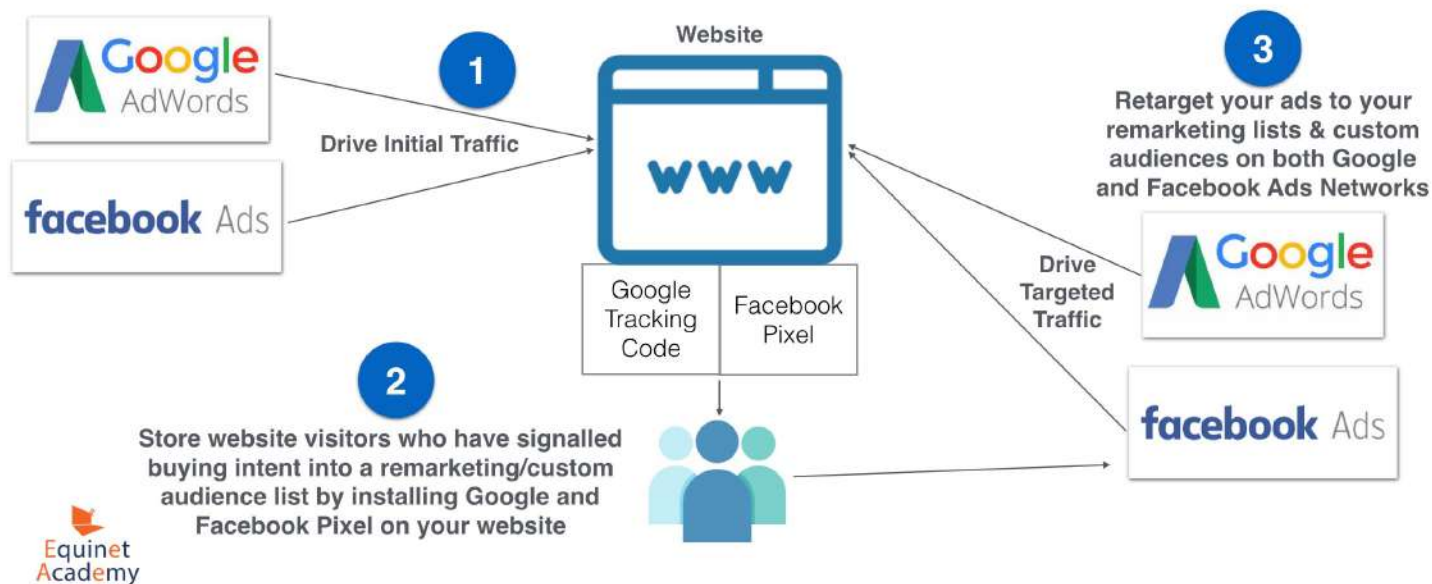 Google
AdWords
facebook Ads
1
Drive Initial Traffic
Website
www
Google
Tracking
Code
Facebook
Pixel
2
Store website visitors who have signalled
buying intent into a remarketing/custom
audience list by installing Google and
Facebook Pixel on your website
3
Retarget your ads to your
remarketing lists & custom
audiences on both Google
and Facebook Ads Networks
Drive
Targeted
Traffic
Google
AdWords
facebook Ads
Equinet
Academy